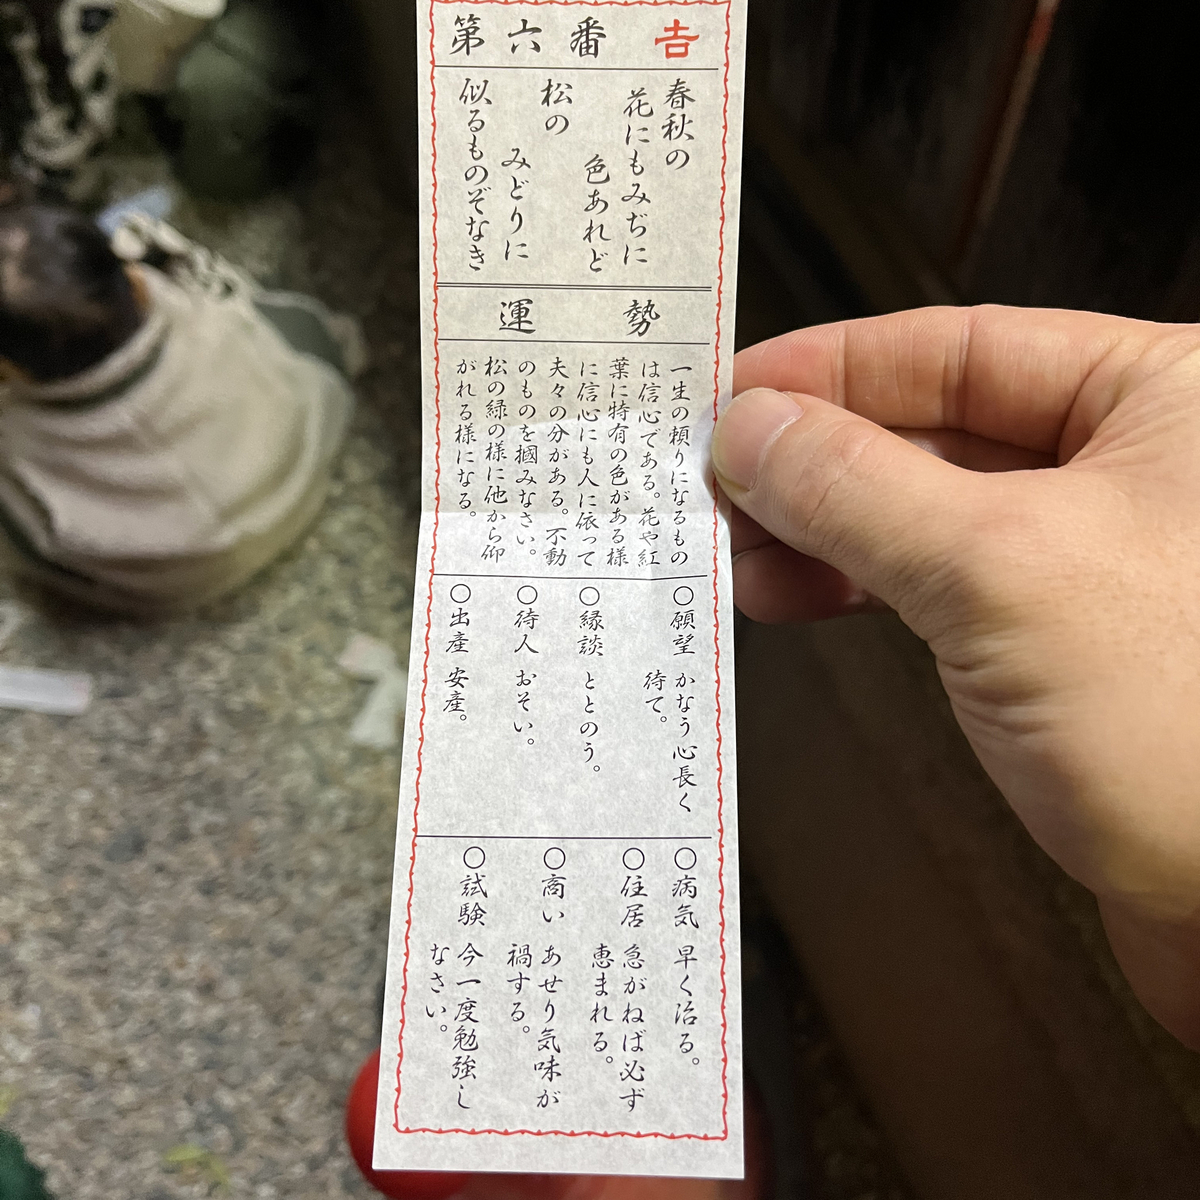 第六番 吉
春秋の
花にもみぢに
色あれど
松の
みどりに
似るものぞなき
運勢
一生の頼りになるもの
は信心である。花や紅
葉に特有の色がある様
に信心にも人に依って
夫々の分がある。不動
のものを摑みなさい。
松の緑の様に他から仰
がれる様になる。
○願望 かなう心長く
待て。
○縁談 ととのう。
○待人 おそい。
○出産 安産。
○病気 早く治る。
○住居 急がねば必ず
恵まれる。
○商い あせり気味が
禍する。
○試験 今一度勉強し
なさい。